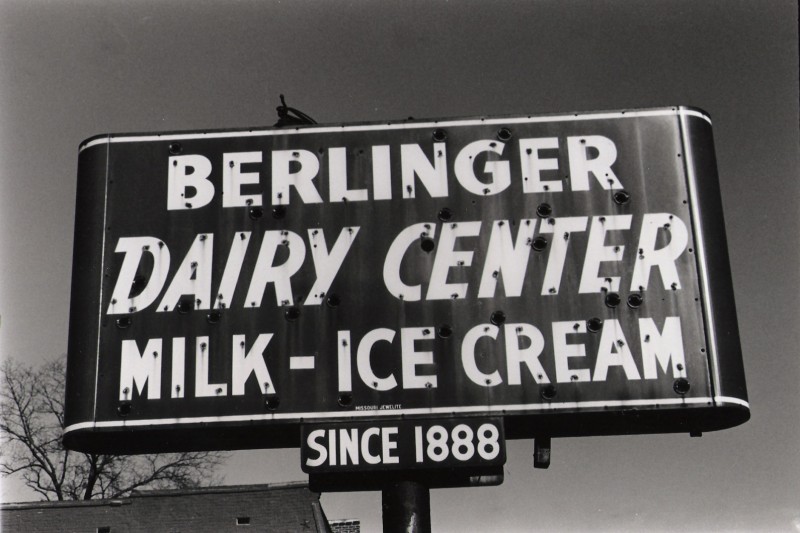 BERLINGER
DAIRY CENTER
MILK - ICE CREAM
MISSOURI JEWELITE
SINCE 1888